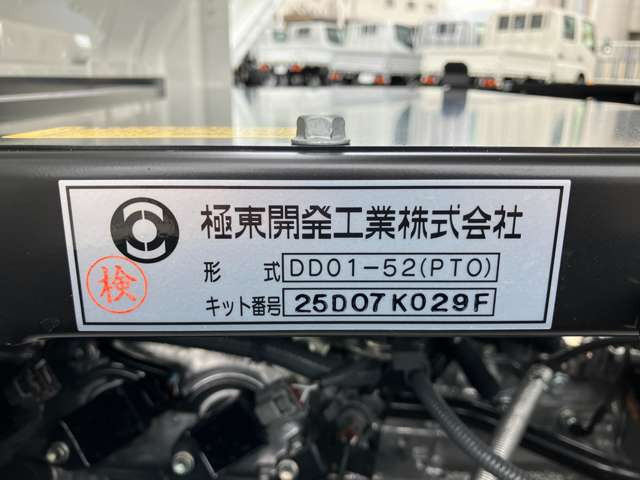 極東開発工業株式会社
形 式 DD01-52(PTO)
検
キット番号 25D07K029F